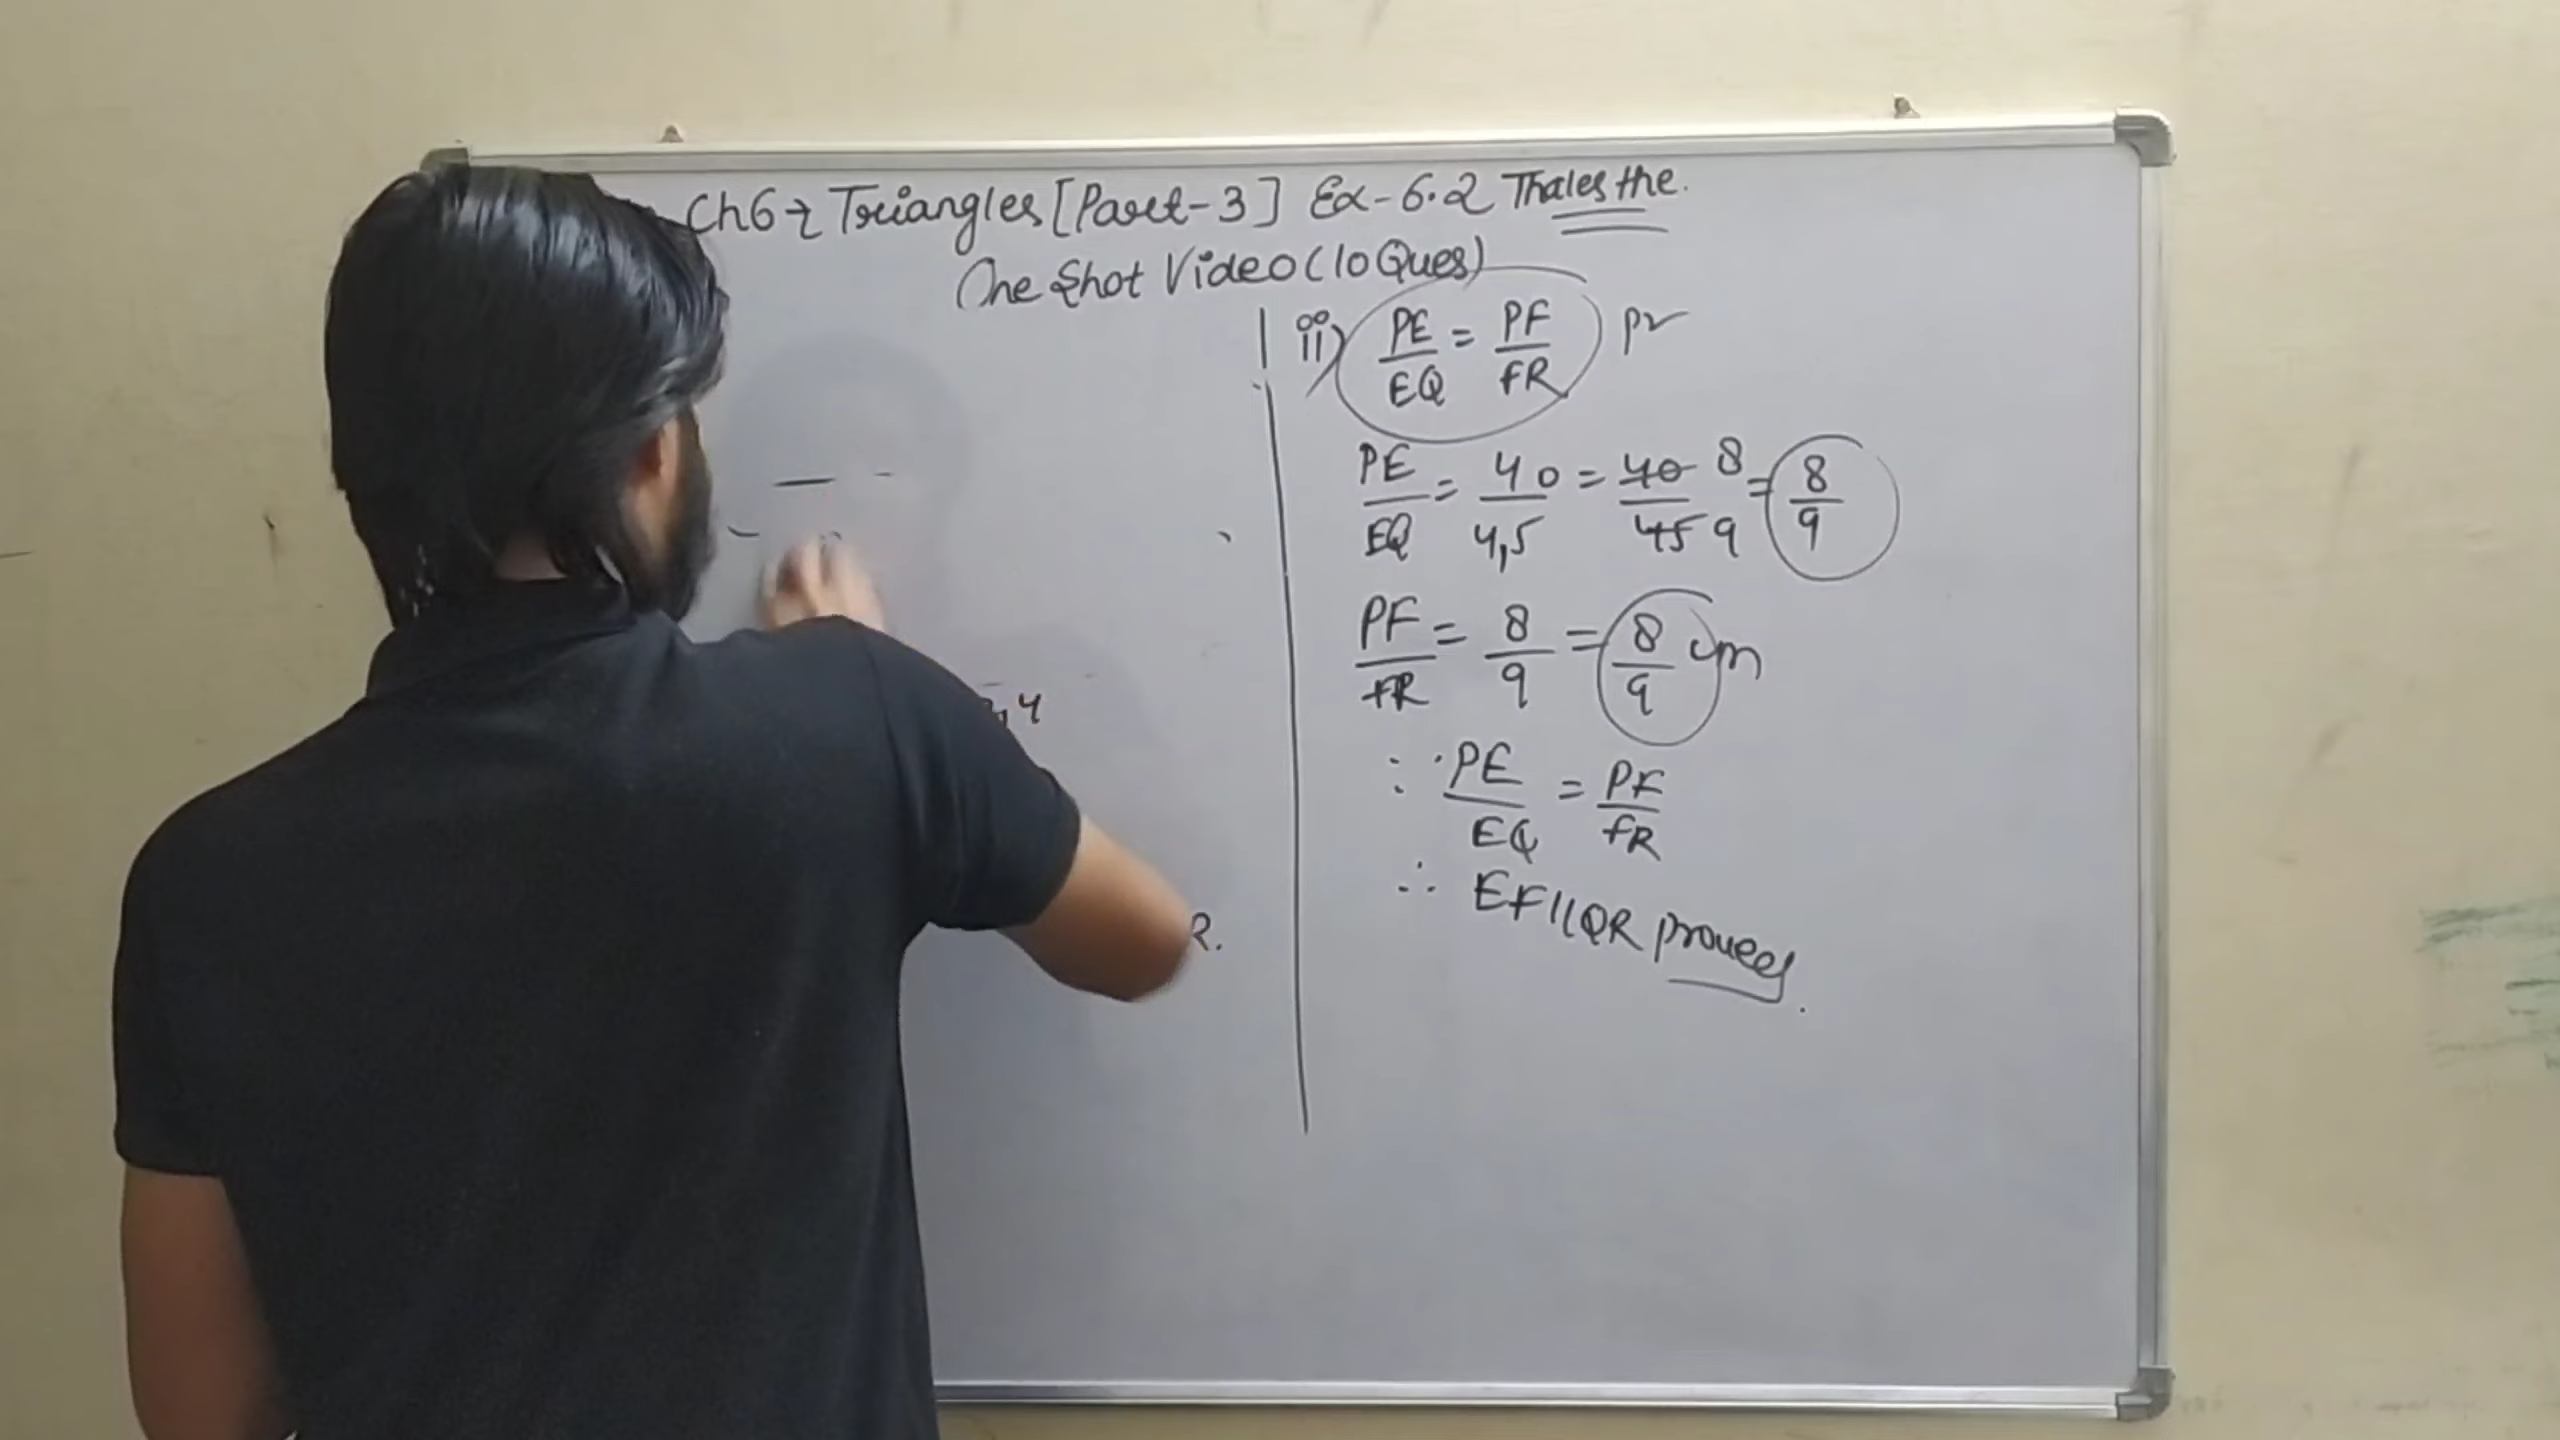 Ch6 → Triangles [Part-3] Ex-6.2 Thales the.
One Shot Video (10 Ques)
ii) PE/EQ = PF/FR
PE/EQ = 40/4,5 = 40/45 8/9 = 8/9
PF/FR = 8/9 = 8/9 cm
4
∵ PE/EQ = PF/FR
R.
∴ EF||QR proved.